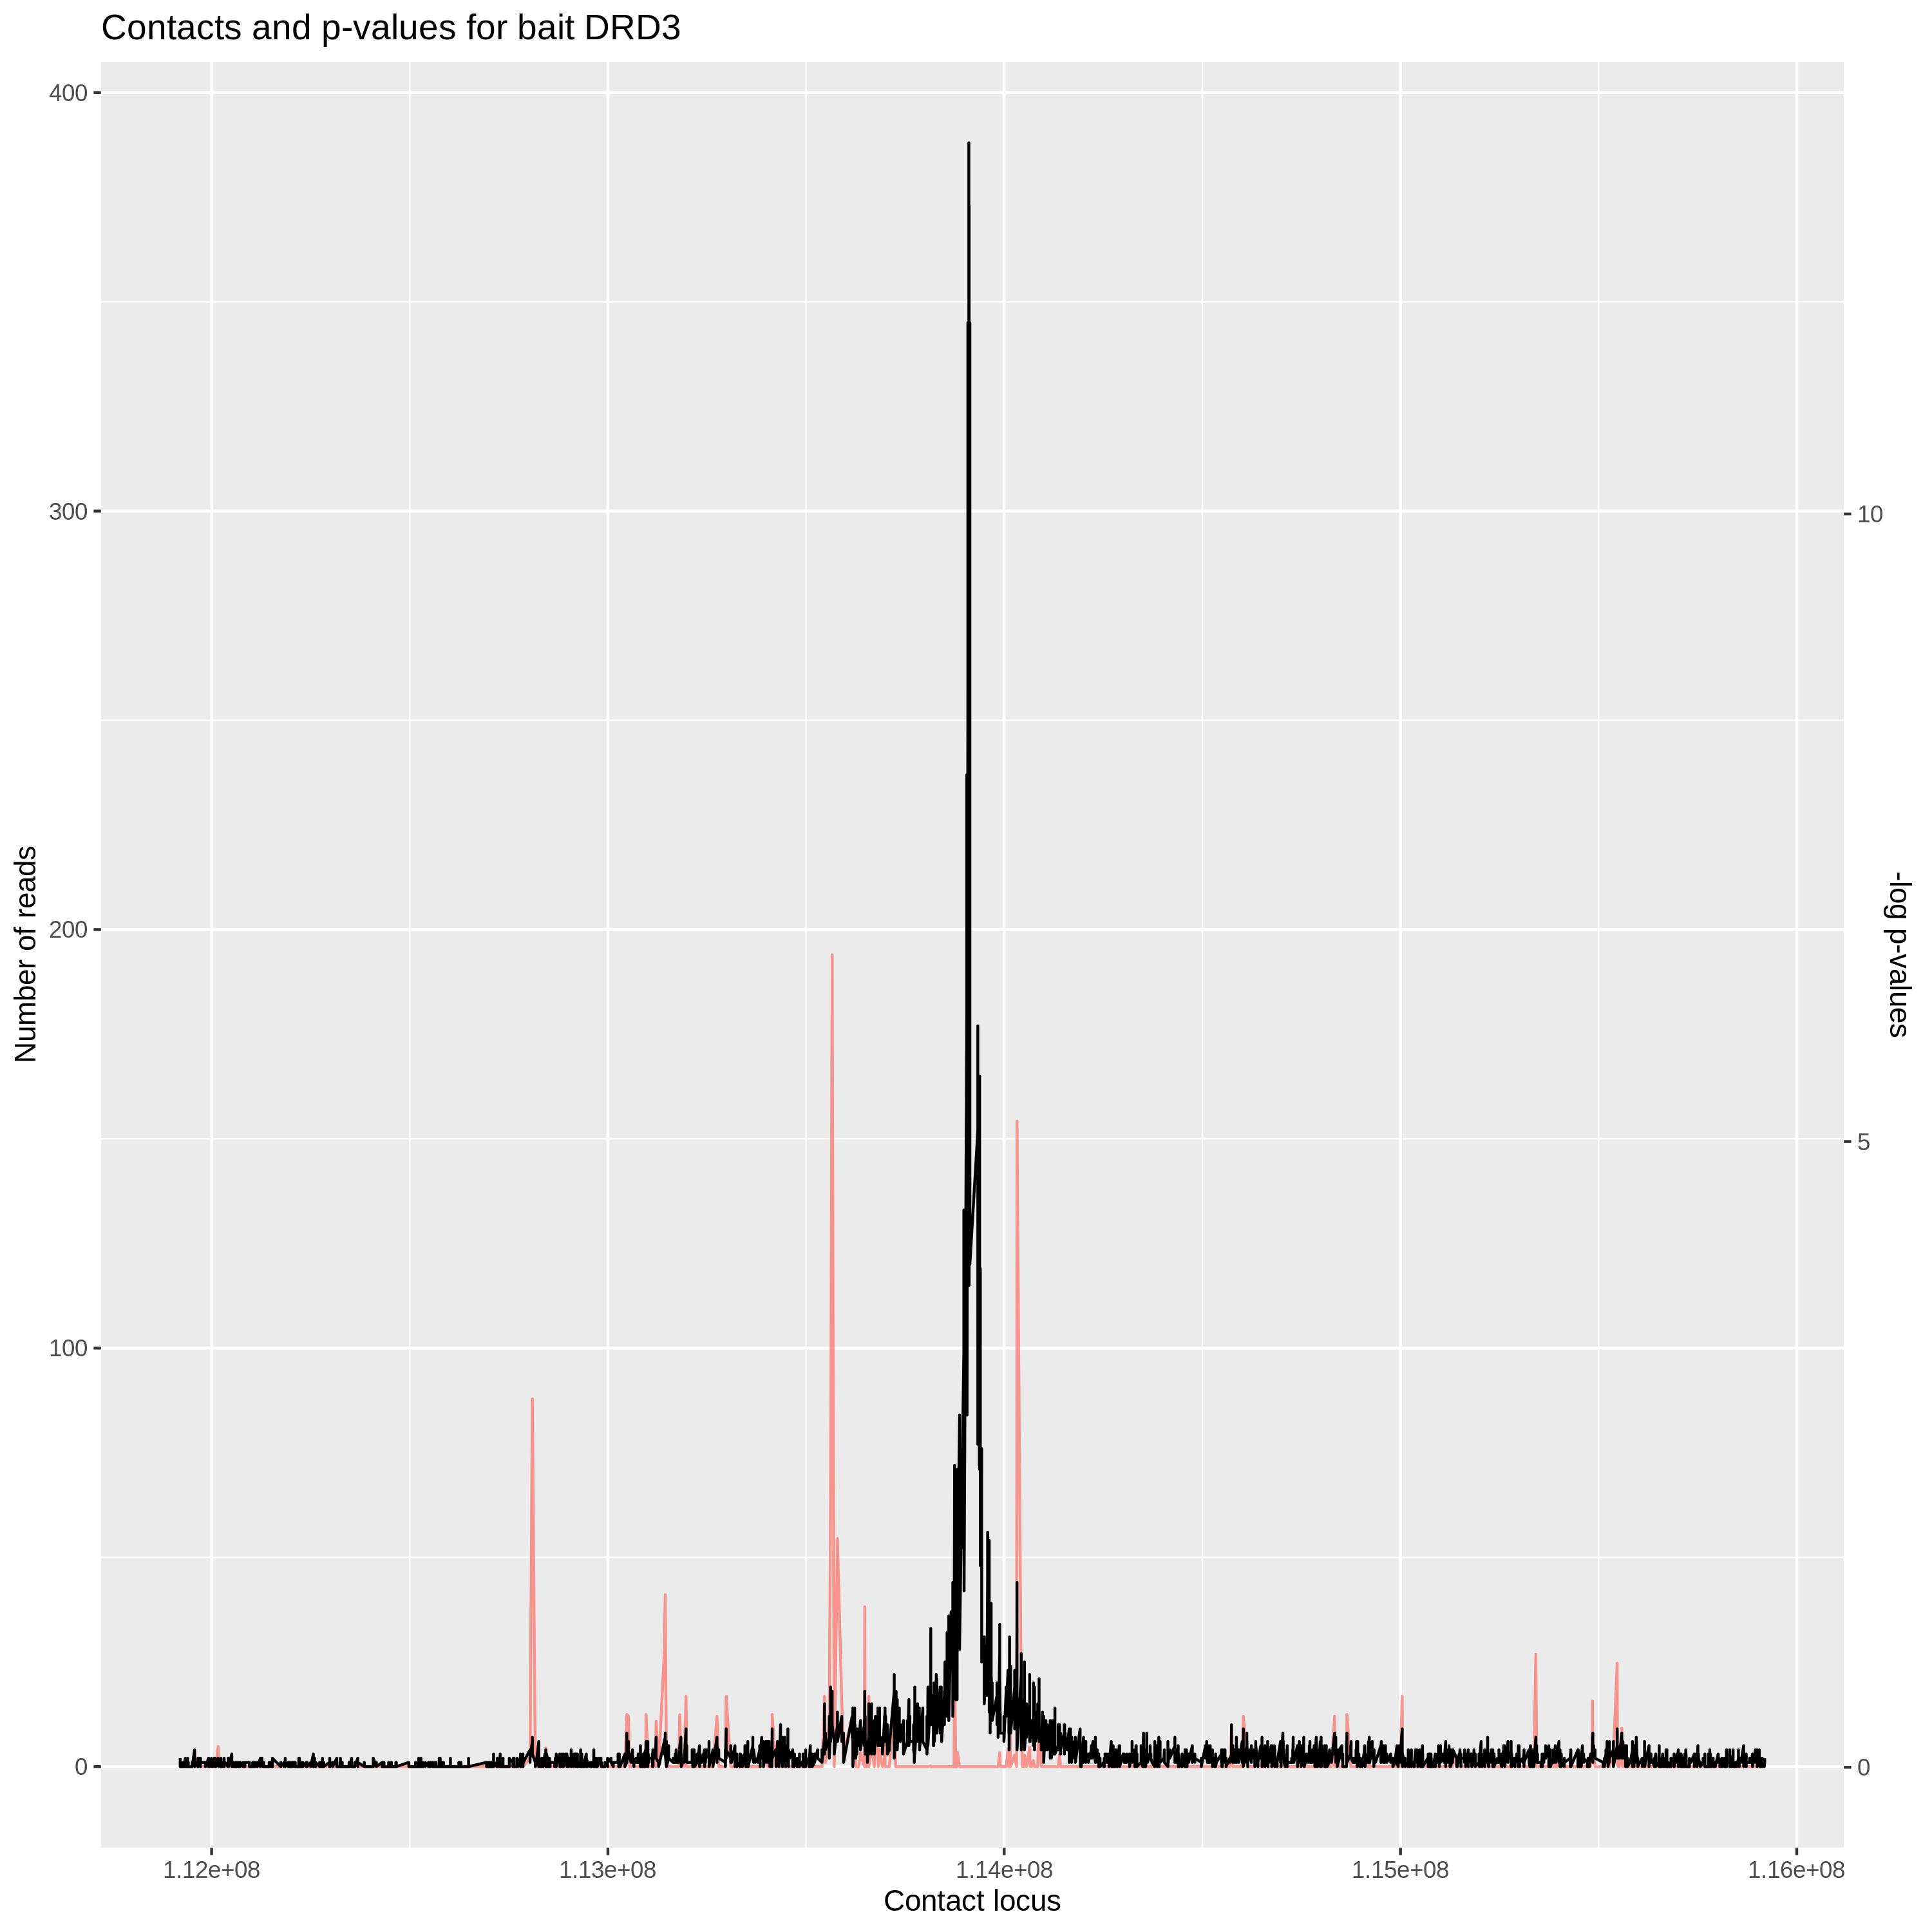 Contacts and p-values for bait DRD3
400
300
200
100
0
Number of reads
10
5
0
-log p-values
1.12e+08
1.13e+08
1.14e+08
1.15e+08
1.16e+08
Contact locus